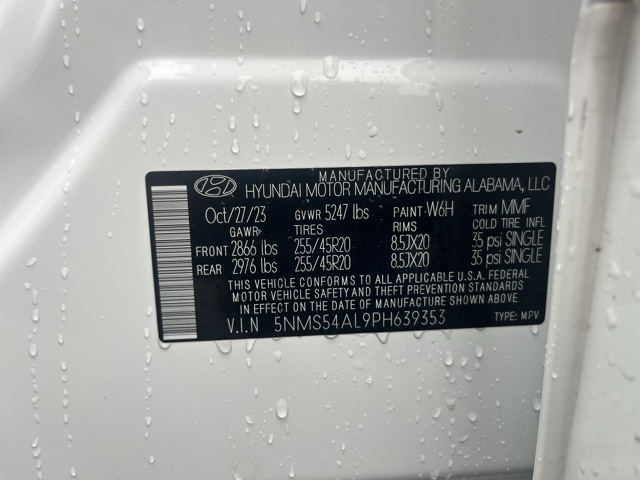 MANUFACTURED BY
HYUNDAI MOTOR MANUFACTURING ALABAMA, LLC
Oct/27/23 GVWR 5247 lbs PAINT-W6H TRIM MMF
GAWR TIRES RIMS COLD TIRE INFL
FRONT 2866 lbs 255/45R20 8.5JX20 35 psi SINGLE
REAR 2976 lbs 255/45R20 8.5JX20 35 psi SINGLE
THIS VEHICLE CONFORMS TO ALL APPLICABLE U.S.A. FEDERAL
MOTOR VEHICLE SAFETY AND THEFT PREVENTION STANDARDS IN
EFFECT ON THE DATE OF MANUFACTURE SHOWN ABOVE.
V.I.N 5NMS54AL9PH639353 TYPE: MPV